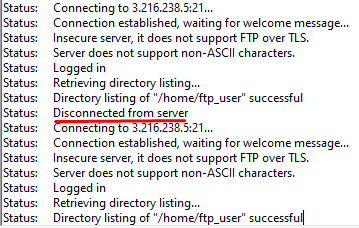 Status: Connecting to 3.216.238.5:21...
Status: Connection established, waiting for welcome message...
Status: Insecure server, it does not support FTP over TLS.
Status: Server does not support non-ASCII characters.
Status: Logged in
Status: Retrieving directory listing...
Status: Directory listing of "/home/ftp_user" successful
Status: Disconnected from server
Status: Connecting to 3.216.238.5:21...
Status: Connection established, waiting for welcome message...
Status: Insecure server, it does not support FTP over TLS.
Status: Server does not support non-ASCII characters.
Status: Logged in
Status: Retrieving directory listing...
Status: Directory listing of "/home/ftp_user" successful